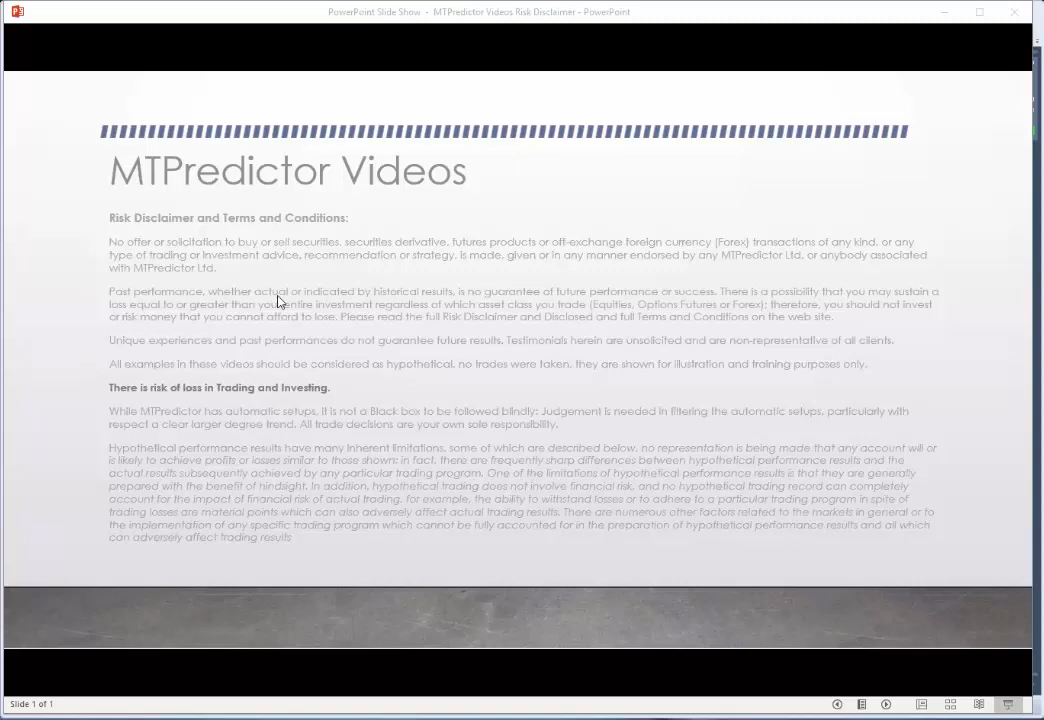 PowerPoint Slide Show - MTPredictor Videos Risk Disclaimer - PowerPoint
MTPredictor Videos
Risk Disclaimer and Terms and Conditions:
No offer or solicitation to buy or sell securities, securities derivative, futures products or off-exchange foreign currency (Forex) transactions of any kind, or any
type of trading or investment advice, recommendation or strategy, is made, given or in any manner endorsed by any MTPredictor Ltd, or anybody associated
with MTPredictor Ltd.
Past performance, whether actual or indicated by historical results, is no guarantee of future performance or success. There is a possibility that you may sustain a
loss equal to or greater than your entire investment regardless of which asset class you trade (Equities, Options Futures or Forex); therefore, you should not invest
or risk money that you cannot afford to lose. Please read the full Risk Disclaimer and Disclosed and full Terms and Conditions on the web site.
Unique experiences and past performances do not guarantee future results. Testimonials herein are unsolicited and are non-representative of all clients.
All examples in these videos should be considered as hypothetical, no trades were taken, they are shown for illustration and training purposes only.
There is risk of loss in Trading and Investing.
While MTPredictor has automatic setups, it is not a Black box to be followed blindly: Judgement is needed in filtering the automatic setups, particularly with
respect a clear larger degree trend. All trade decisions are your own sole responsibility.
Hypothetical performance results have many inherent limitations, some of which are described below, no representation is being made that any account will or
is likely to achieve profits or losses similar to those shown; in fact, there are frequently sharp differences between hypothetical performance results and the
actual results subsequently achieved by any particular trading program. One of the limitations of hypothetical performance results is that they are generally
prepared with the benefit of hindsight. In addition, hypothetical trading does not involve financial risk, and no hypothetical trading record can completely
account for the impact of financial risk of actual trading, for example, the ability to withstand losses or to adhere to a particular trading program in spite of
trading losses are material points which can also adversely affect actual trading results. There are numerous other factors related to the markets in general or to
the implementation of any specific trading program which cannot be fully accounted for in the preparation of hypothetical performance results and all which
can adversely affect trading results
Slide 1 of 1